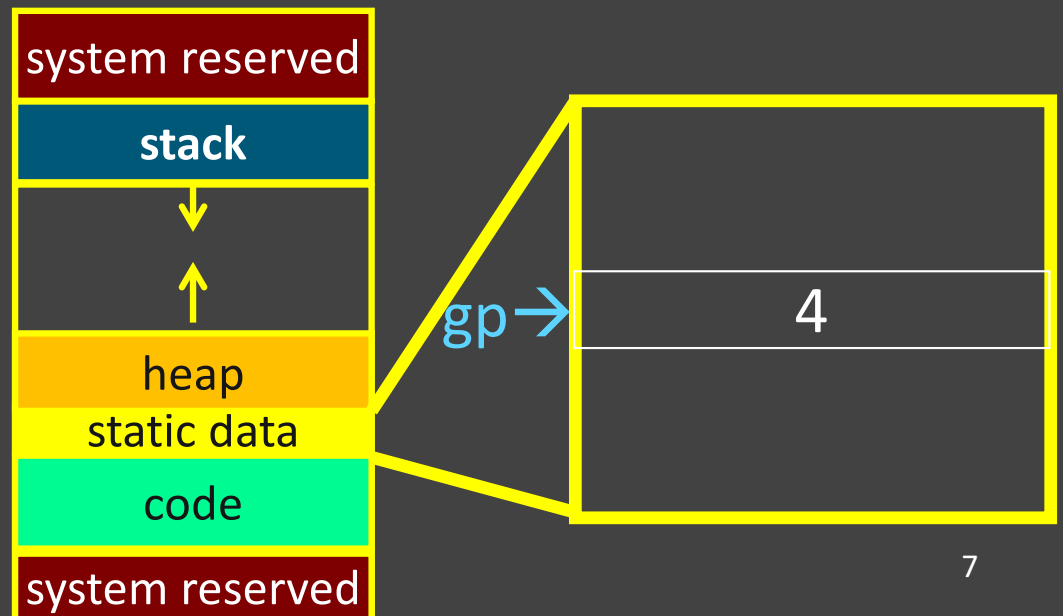 system reserved
stack
gp→
4
heap
static data
code
system reserved
7